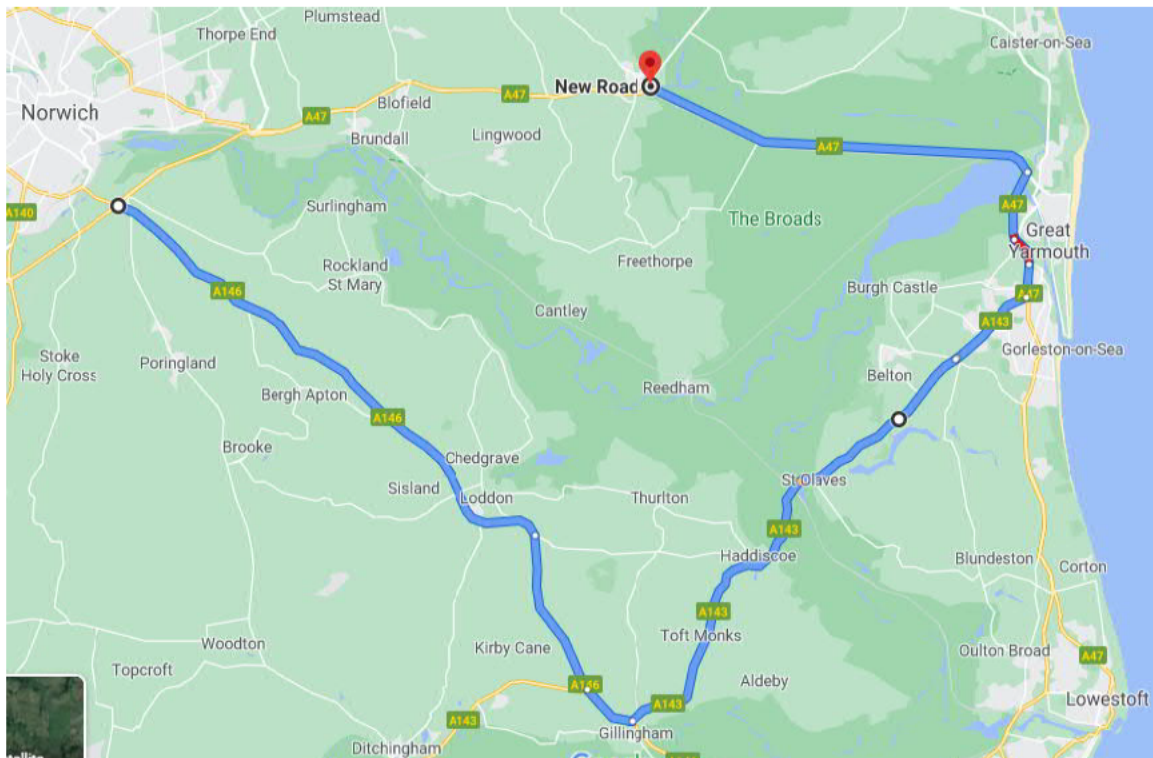 Plumstead
Thorpe End
Caister-on-Sea
New Road
A47
Norwich
Blofield
A47
Lingwood
Brundall
A47
A140
Surlingham
The Broads
A47
Great
Yarmouth
Rockland
St Mary
Freethorpe
Burgh Castle
A146
A47
Cantley
A143
Stoke
Holy Cross
Poringland
Gorleston-on-Sea
Bergh Apton
Reedham
Belton
A146
Brooke
Chedgrave
Sisland
Loddon
Thurlton
St Olaves
A143
Haddiscoe
Blundeston
Corton
A143
Toft Monks
Woodton
Kirby Cane
Oulton Broad
A47
Topcroft
Aldeby
A146
A143
Lowestoft
A143
Gillingham
Ditchingham